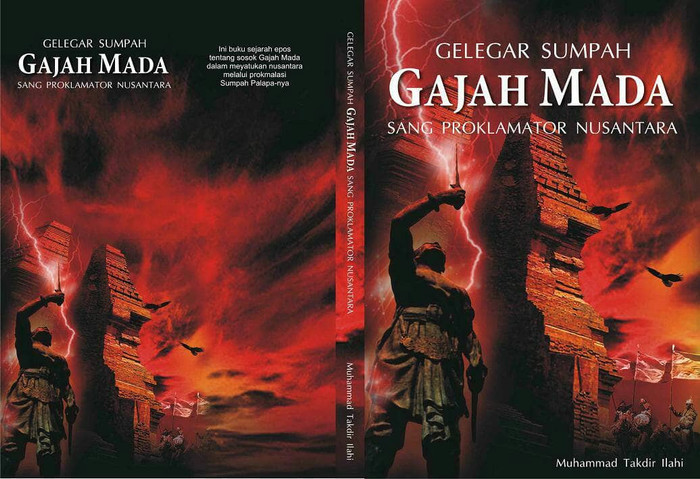 GELEGAR SUMPAH
GAJAH MADA
SANG PROKLAMATOR NUSANTARA
Ini buku sejarah epos
tentang sosok Gajah Mada
dalam meyatukan nusantara
melalui prokmalasi
Sumpah Palapa-nya
GELEGAR SUMPAH GAJAH MADA SANG PROKLAMATOR NUSANTARA
Muhammad Takdir Ilahi
GELEGAR SUMPAH
GAJAH MADA
SANG PROKLAMATOR NUSANTARA
Muhammad Takdir Ilahi